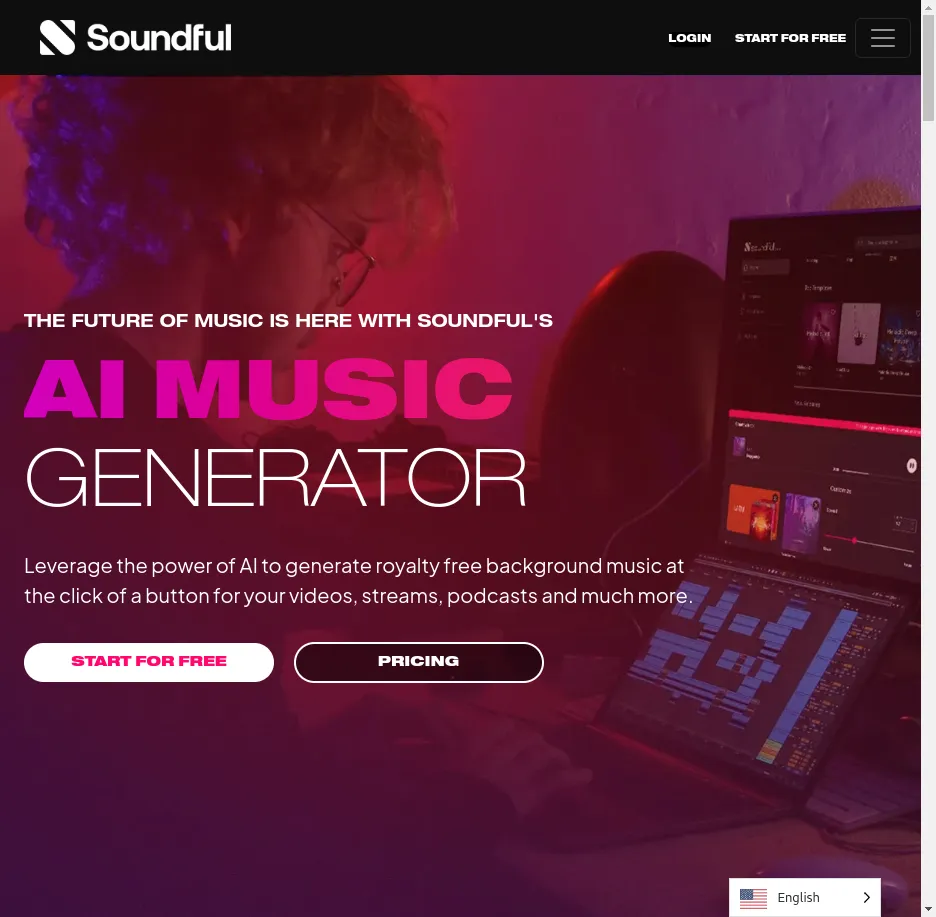 Soundful
LOGIN
START FOR FREE
THE FUTURE OF MUSIC IS HERE WITH SOUNDFUL'S
AI MUSIC
GENERATOR
Leverage the power of AI to generate royalty free background music at
the click of a button for your videos, streams, podcasts and much more.
START FOR FREE
PRICING
English